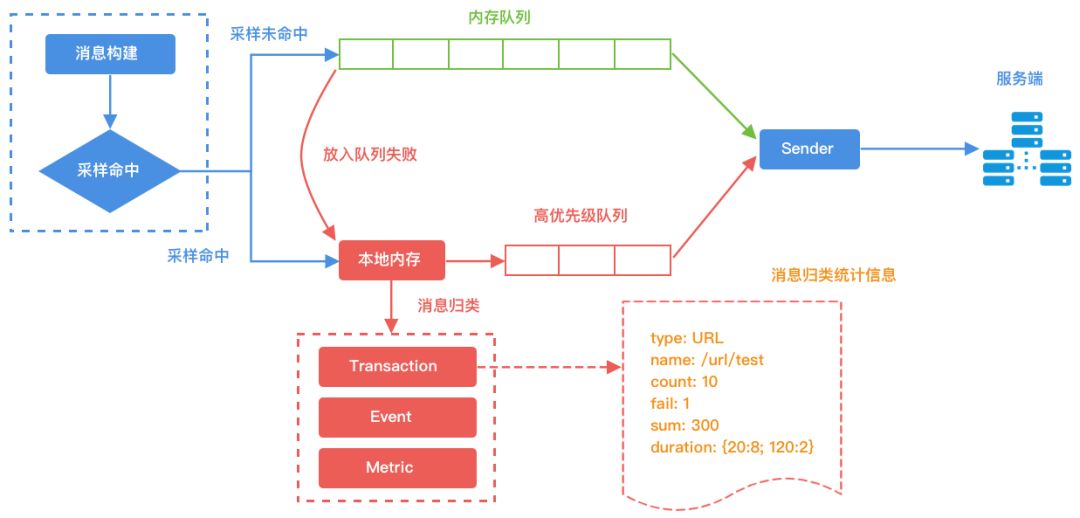 内存队列
消息构建
采样未命中
服务端
放入队列失败
Sender
采样命中
高优先级队列
采样命中
本地内存
消息归类统计信息
消息归类
type: URL
name: /url/test
count: 10
fail: 1
sum: 300
duration: {20:8; 120:2}
Transaction
Event
Metric